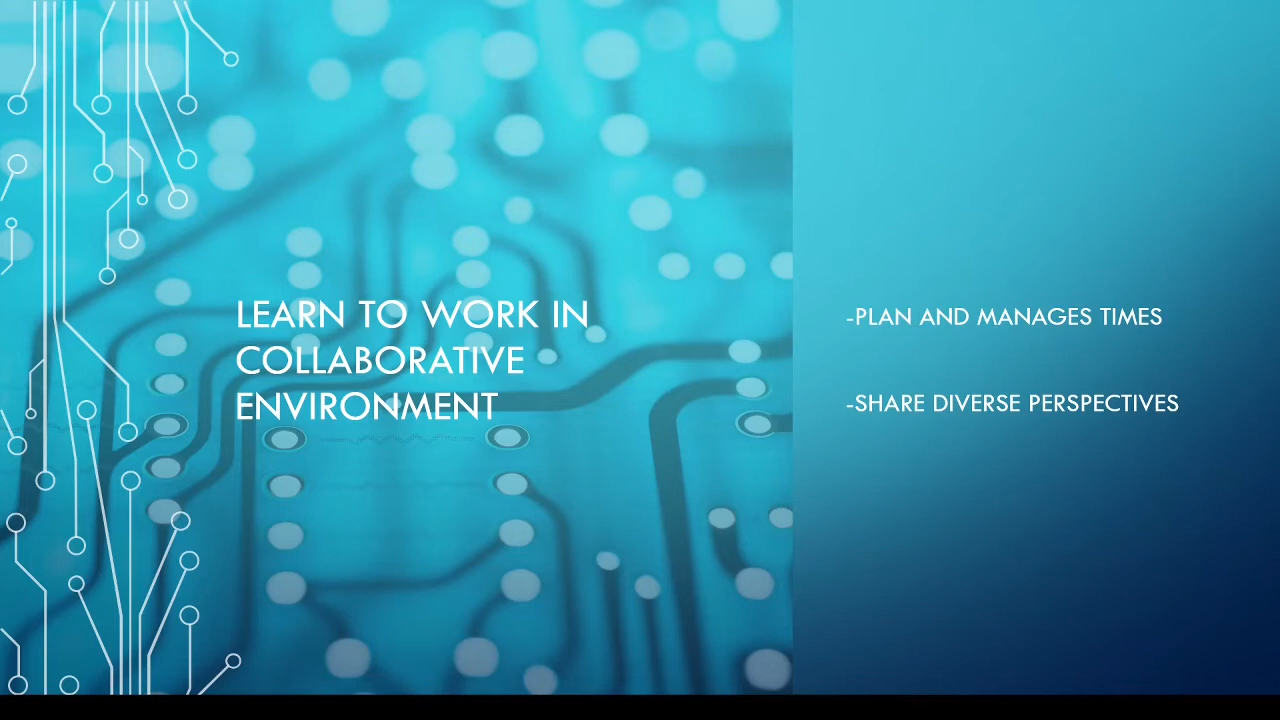 LEARN TO WORK IN
COLLABORATIVE
ENVIRONMENT
-PLAN AND MANAGES TIMES
-SHARE DIVERSE PERSPECTIVES